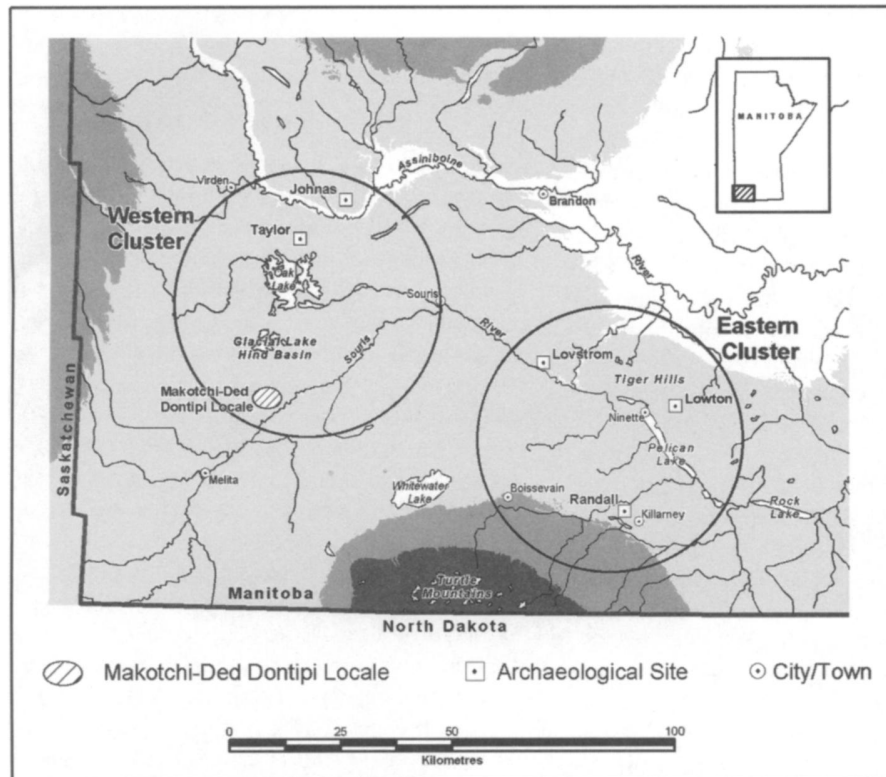 MANITOBA
Assiniboine
Virden
Johnas
Brandon
Western
Cluster
Taylor
Oak
Lake
River
Souris
Glacial Lake
Hind Basin
Souris
River
Eastern
Cluster
Lovstrom
Tiger Hills
Makotchi-Ded
Dontipi Locale
Lowton
Ninette
Pelican
Lake
Saskatchewan
Melita
Whitewater
Lake
Boissevain
Randall
Killarney
Rock
Lake
Turtle
Mountains
Manitoba
North Dakota
Makotchi-Ded Dontipi Locale
Archaeological Site
City/Town
0 25 50 100
Kilometres